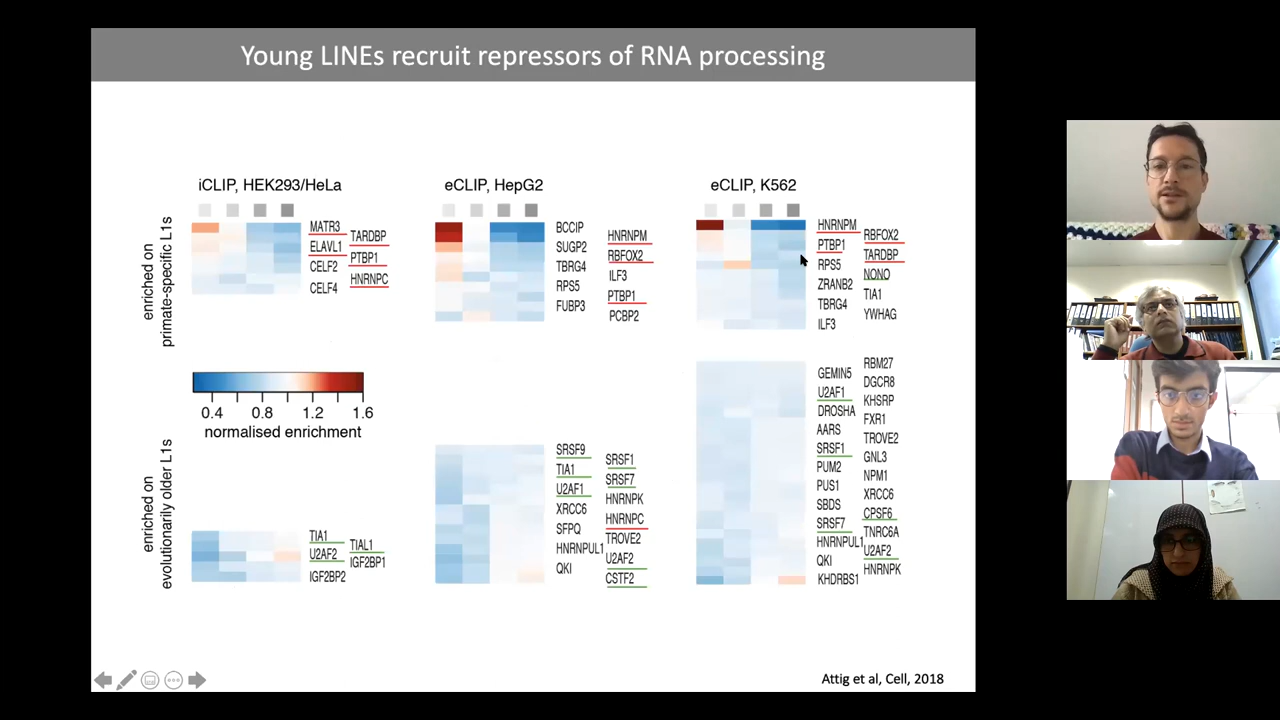 Young LINEs recruit repressors of RNA processing
iCLIP, HEK293/HeLa
eCLIP, HepG2
eCLIP, K562
enriched on
primate-specific L1s
MATR3
TARDBP
ELAVL1
PTBP1
CELF2
HNRNPC
CELF4
BCCIP
HNRNPM
SUGP2
RBFOX2
TBRG4
ILF3
RPS5
PTBP1
FUBP3
PCBP2
HNRNPM
RBFOX2
PTBP1
TARDBP
RPS5
NONO
ZRANB2
TIA1
TBRG4
YWHAG
ILF3
0.4 0.8 1.2 1.6
normalised enrichment
enriched on
evolutionarily older L1s
TIA1
TIAL1
U2AF2
IGF2BP1
IGF2BP2
SRSF9
SRSF1
TIA1
SRSF7
U2AF1
HNRNPK
XRCC6
HNRNPC
SFPQ
TROVE2
HNRNPUL1
U2AF2
QKI
CSTF2
RBM27
GEMIN5
DGCR8
U2AF1
KHSRP
DROSHA
FXR1
AARS
TROVE2
SRSF1
GNL3
PUM2
NPM1
PUS1
XRCC6
SBDS
CPSF6
SRSF7
TNRC6A
HNRNPUL1
U2AF2
QKI
HNRNPK
KHDRBS1
Attig et al, Cell, 2018